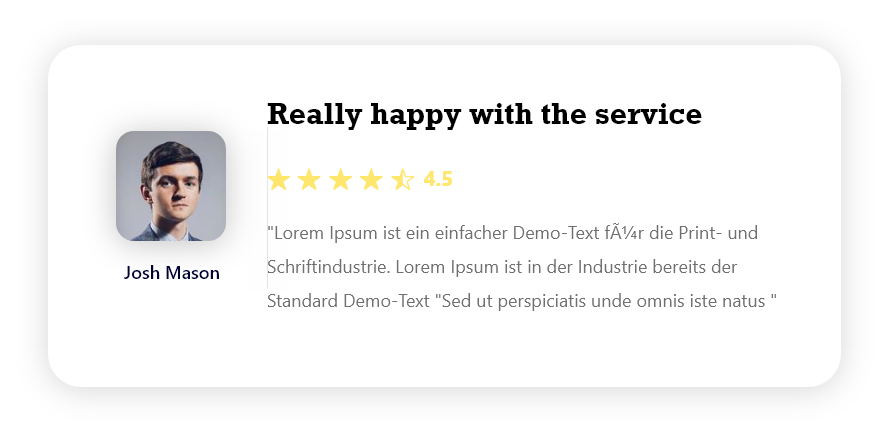 Really happy with the service
4.5
"Lorem Ipsum ist ein einfacher Demo-Text fÃ¼r die Print- und
Schriftindustrie. Lorem Ipsum ist in der Industrie bereits der
Standard Demo-Text "Sed ut perspiciatis unde omnis iste natus "
Josh Mason